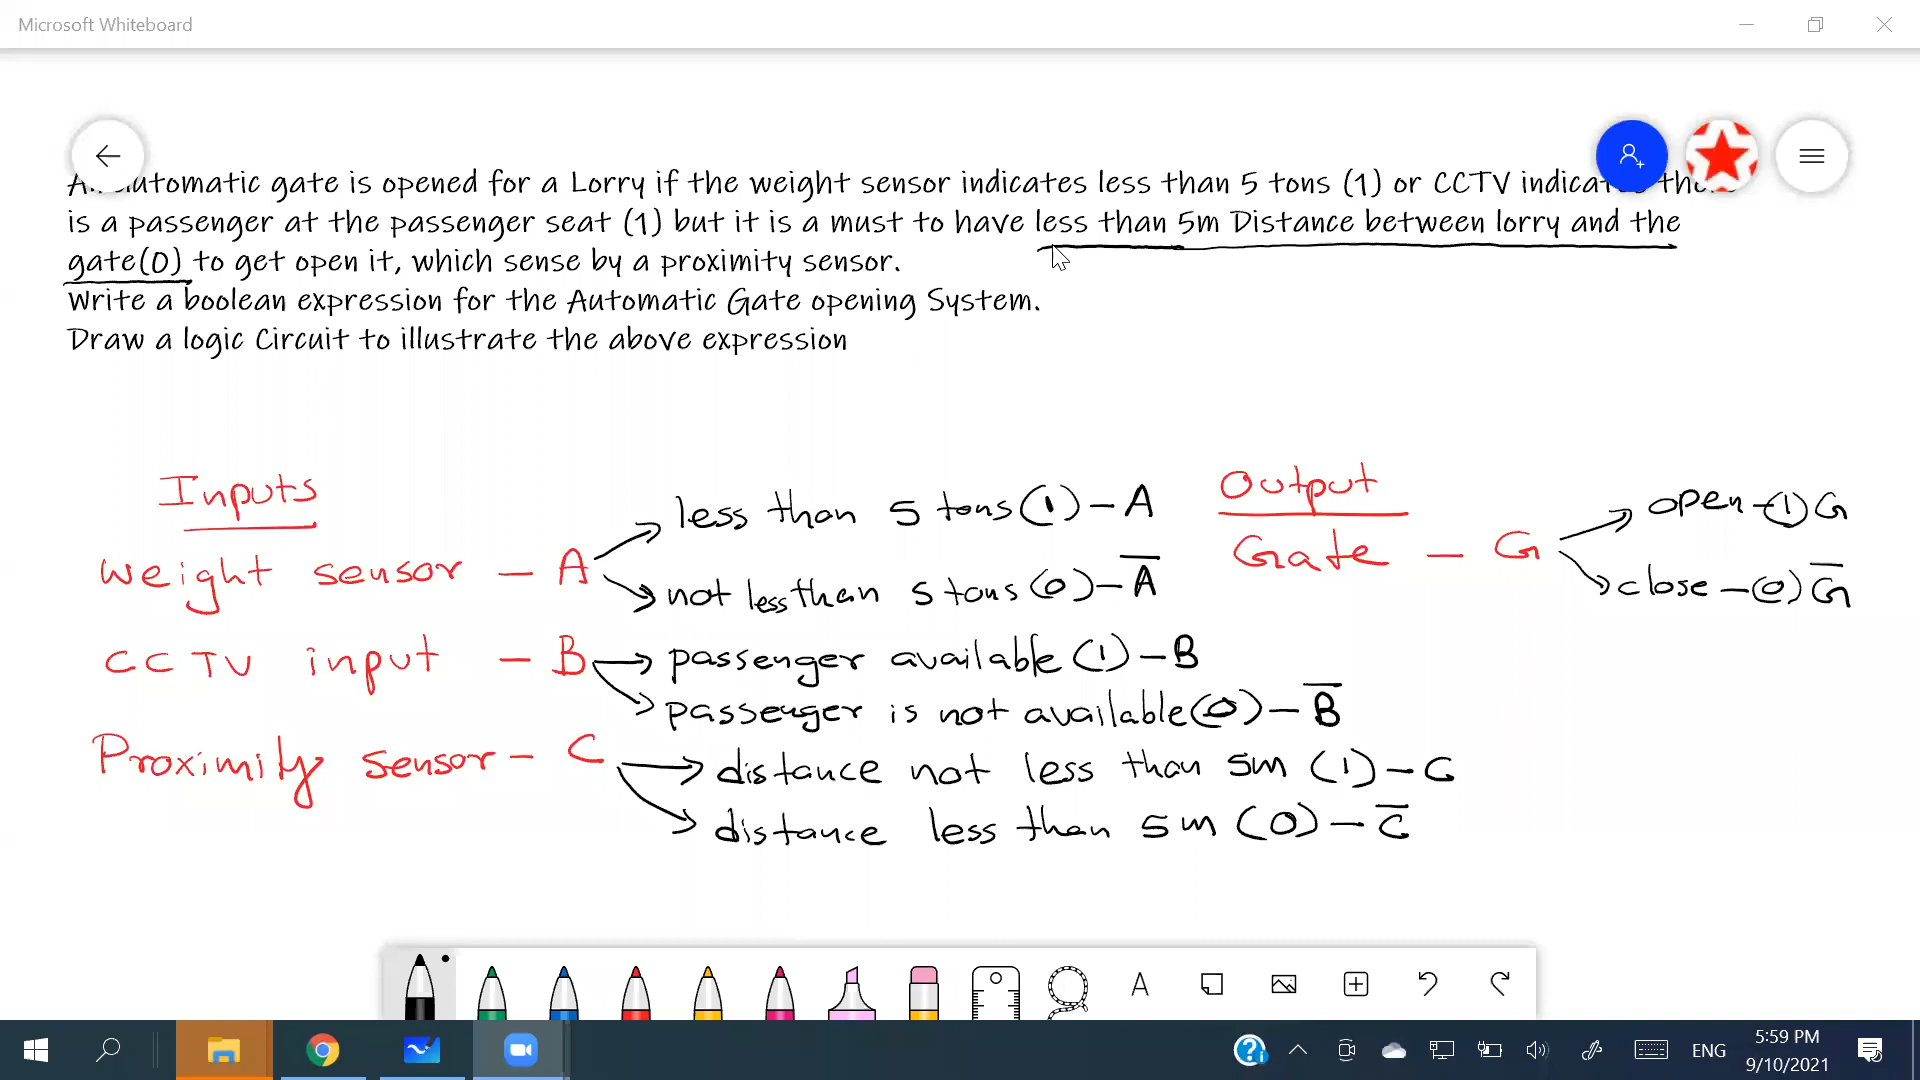 Microsoft Whiteboard
automatic gate is opened for a Lorry if the weight sensor indicates less than 5 tons (1) or CCTV
is a passenger at the passenger seat (1) but it is a must to have less than 5m Distance between lorry and the
gate(0) to get open it, which sense by a proximity sensor.
Write a boolean expression for the Automatic Gate opening System.
Draw a logic Circuit to illustrate the above expression
Inputs
Output
less than 5 tons (1) - A
open - (1) G
Weight sensor - A
Gate - G
not less than 5 tons (0) - A̅
close - (0) G̅
CCTV input - B
passenger available (1) - B
passenger is not available (0) - B̅
Proximity sensor - C
distance not less than 5m (1) - C
distance less than 5m (0) - C̅
A
ENG
5:59 PM
9/10/2021